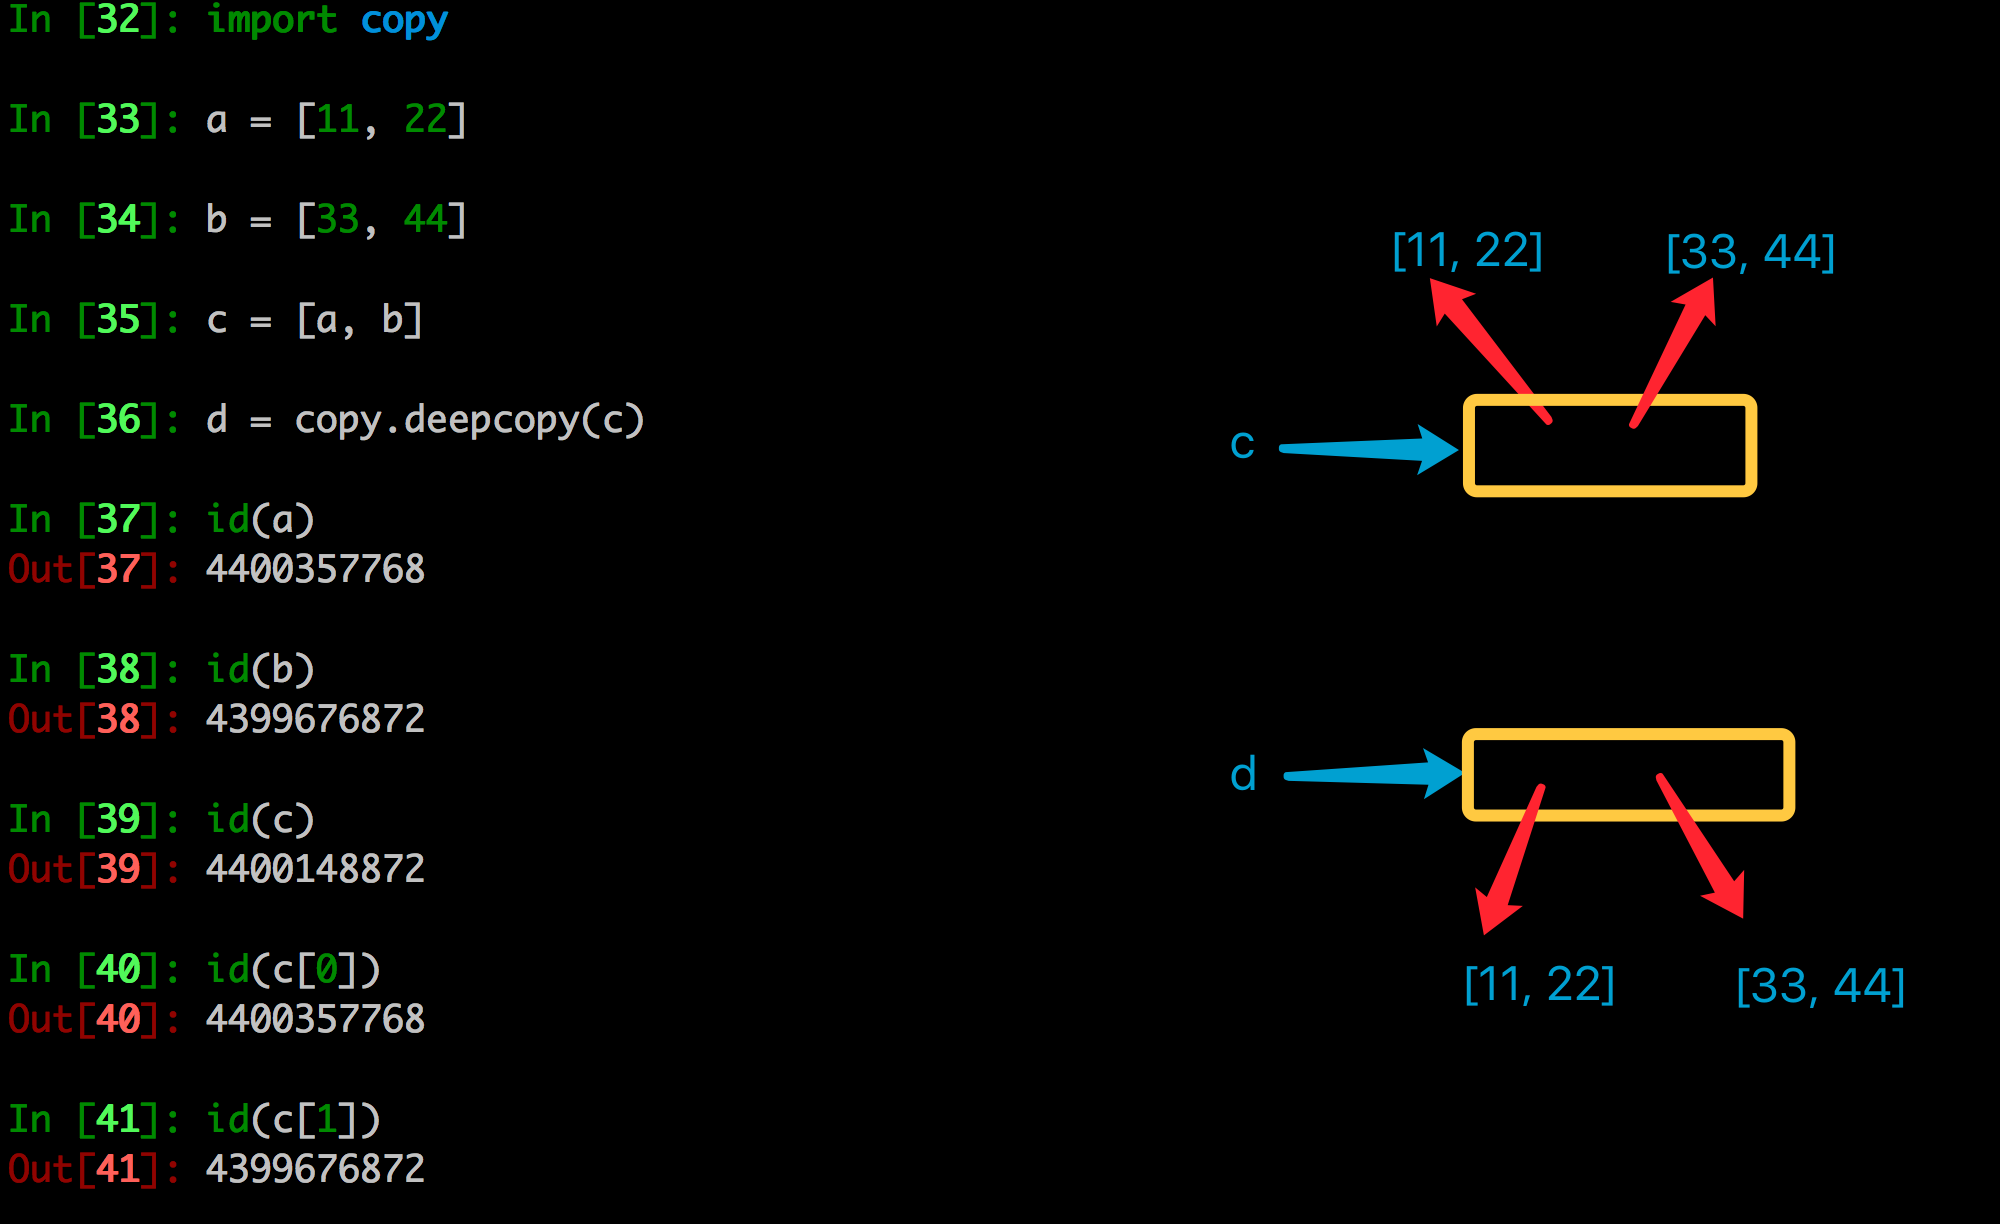 In [32]: import copy
In [33]: a = [11, 22]
In [34]: b = [33, 44]
In [35]: c = [a, b]
In [36]: d = copy.deepcopy(c)
In [37]: id(a)
Out[37]: 4400357768
In [38]: id(b)
Out[38]: 4399676872
In [39]: id(c)
Out[39]: 4400148872
In [40]: id(c[0])
Out[40]: 4400357768
In [41]: id(c[1])
Out[41]: 4399676872
[11, 22] [33, 44]
c
d
[11, 22] [33, 44]